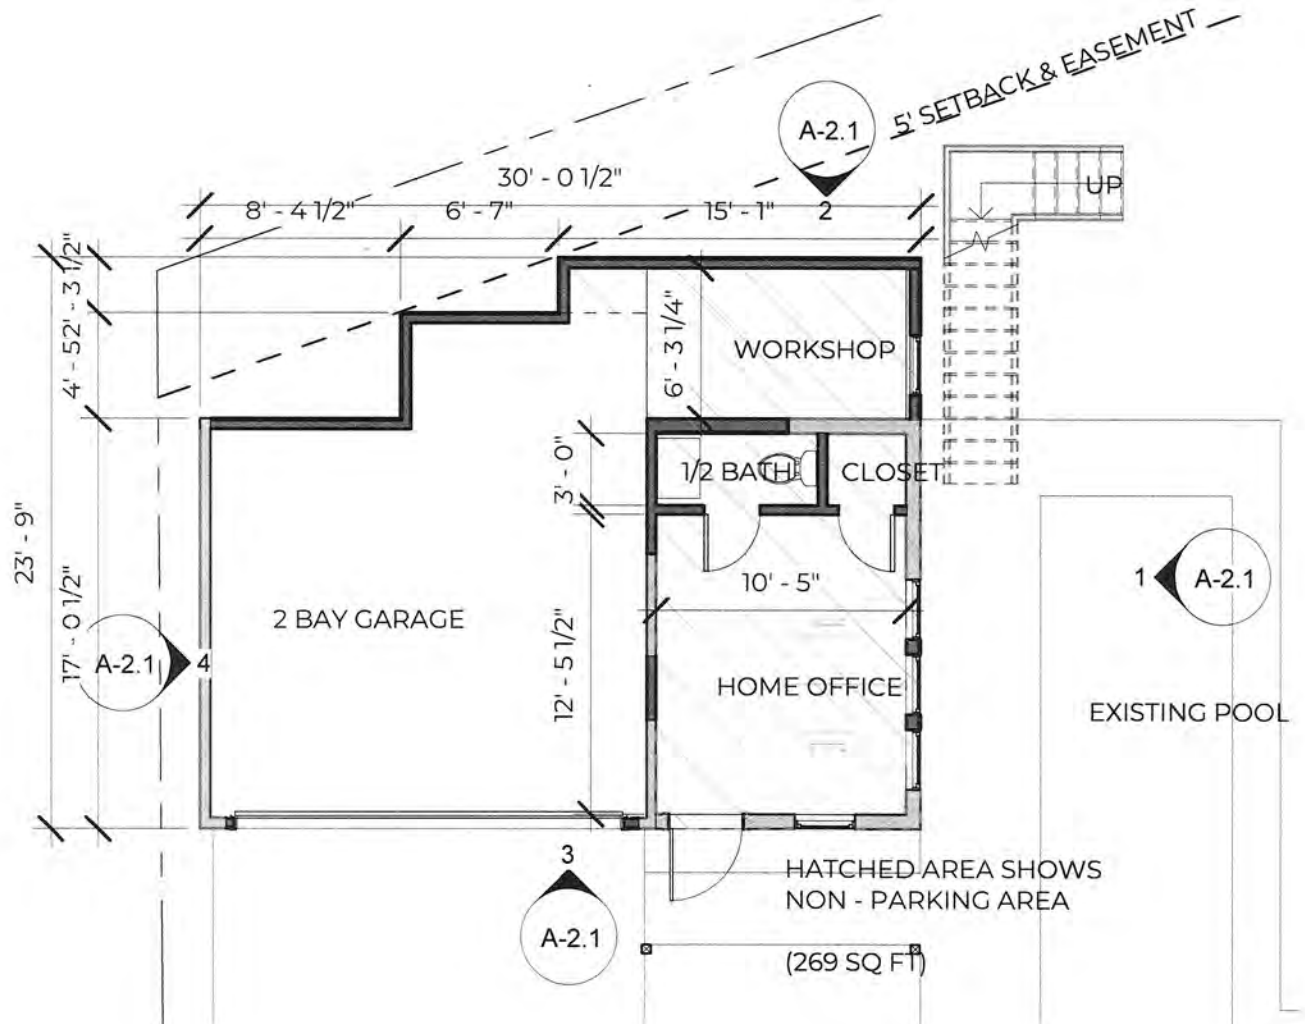 5' SETBACK & EASEMENT
A-2.1
2
30' - 0 1/2"
8' - 4 1/2"
6' - 7"
15' - 1"
UP
2' - 3 1/2"
4' - 5
23' - 9"
17' - 0 1/2"
6' - 3 1/4"
WORKSHOP
3' - 0"
1/2 BATH
CLOSET
10' - 5"
1
A-2.1
2 BAY GARAGE
12' - 5 1/2"
A-2.1
4
HOME OFFICE
EXISTING POOL
3
A-2.1
HATCHED AREA SHOWS
NON - PARKING AREA
(269 SQ FT)